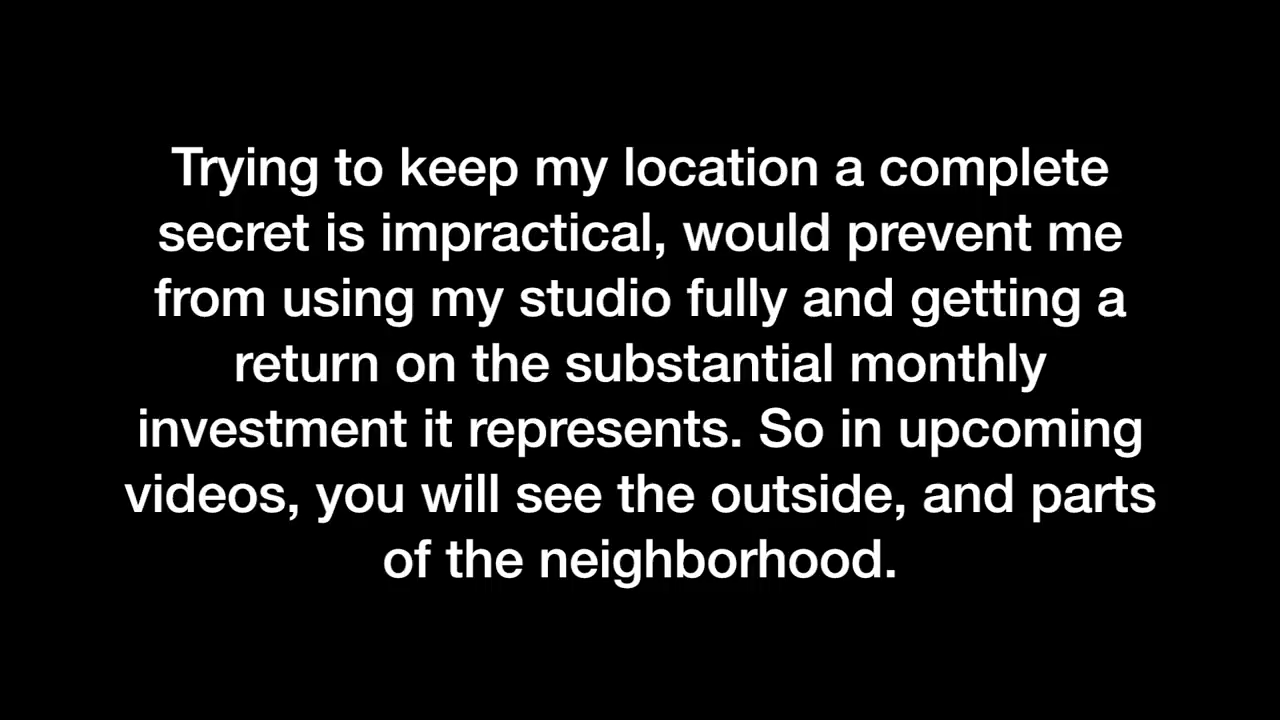 Trying to keep my location a complete
secret is impractical, would prevent me
from using my studio fully and getting a
return on the substantial monthly
investment it represents. So in upcoming
videos, you will see the outside, and parts
of the neighborhood.